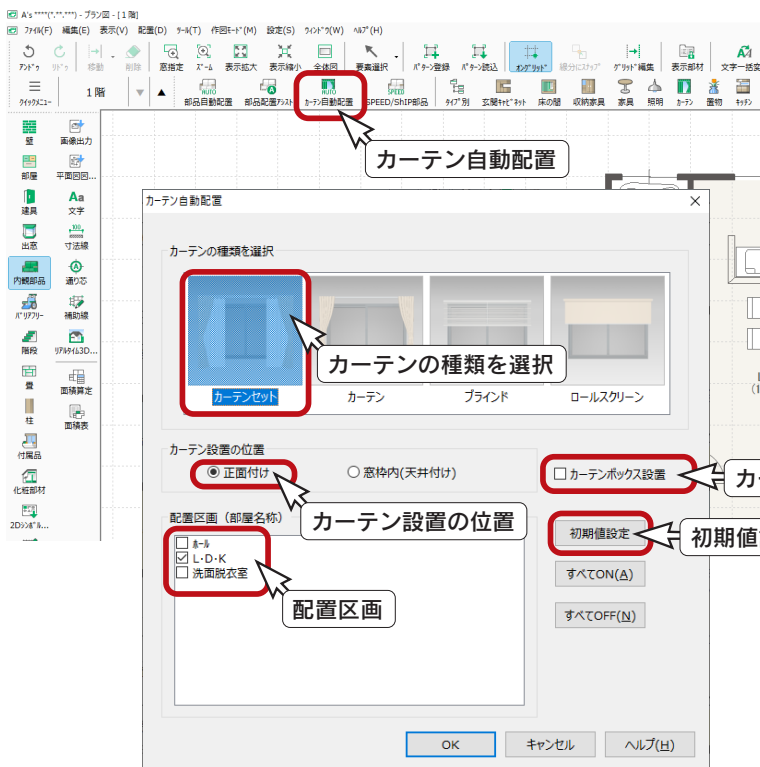 A's ****(*.**.***) - プラン図 - [1 階]
ファイル(F) 編集(E) 表示(V) 配置(D) ツール(T) 作図モード(M) 設定(S) ウインドウ(W) ヘルプ(H)
アンドゥ リドゥ 移動 削除 窓指定 ズーム 表示拡大 表示縮小 全体図 要素選択 パターン登録 パターン読込 オングリッド 線分にスナップ グリッド編集 表示部材 文字一括変
クイックメニュー 1 階 部品自動配置 部品配置アシスト カーテン自動配置 SPEED/ShIP部品 タイプ別 玄関キャビネット 床の間 収納家具 家具 照明 カーテン 置物 キッチン
カーテン自動配置
壁 画像出力
部屋 平面図図...
建具 文字
出窓 寸法線
内観部品 通り芯
バリアフリー 補助線
階段 リアルタイム3D...
畳 面積算定
柱 面積表
付属品
化粧部材
2Dシンボル...
カーテン自動配置
カーテンの種類を選択
カーテンの種類を選択
カーテンセット カーテン ブラインド ロールスクリーン
カーテン設置の位置
正面付け 窓枠内(天井付け) カーテンボックス設置
カーテン設置の位置
配置区画（部屋名称）
ホール
L・D・K
洗面脱衣室
配置区画
初期値設定
初期値
すべてON(A)
すべてOFF(N)
OK キャンセル ヘルプ(H)